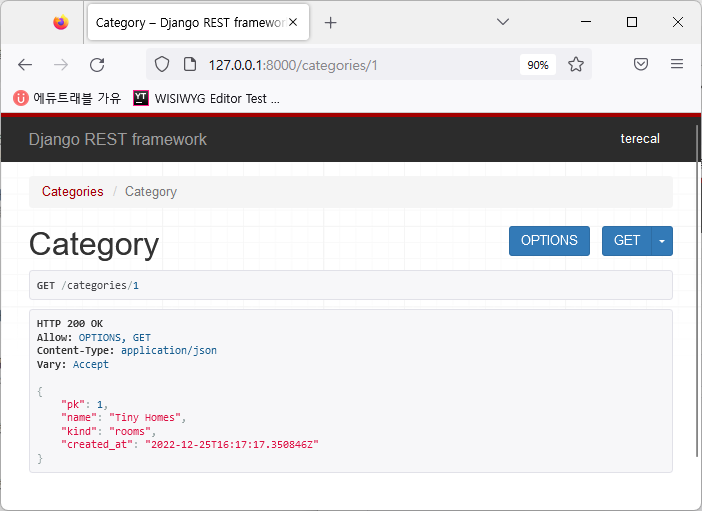 Category – Django REST framewor
127.0.0.1:8000/categories/1
90%
에듀트래블 가유
YT
WISIWYG Editor Test ...
Django REST framework
terecal
Categories / Category
Category
OPTIONS
GET
GET /categories/1
HTTP 200 OK
Allow: OPTIONS, GET
Content-Type: application/json
Vary: Accept
{
    "pk": 1,
    "name": "Tiny Homes",
    "kind": "rooms",
    "created_at": "2022-12-25T16:17:17.350846Z"
}